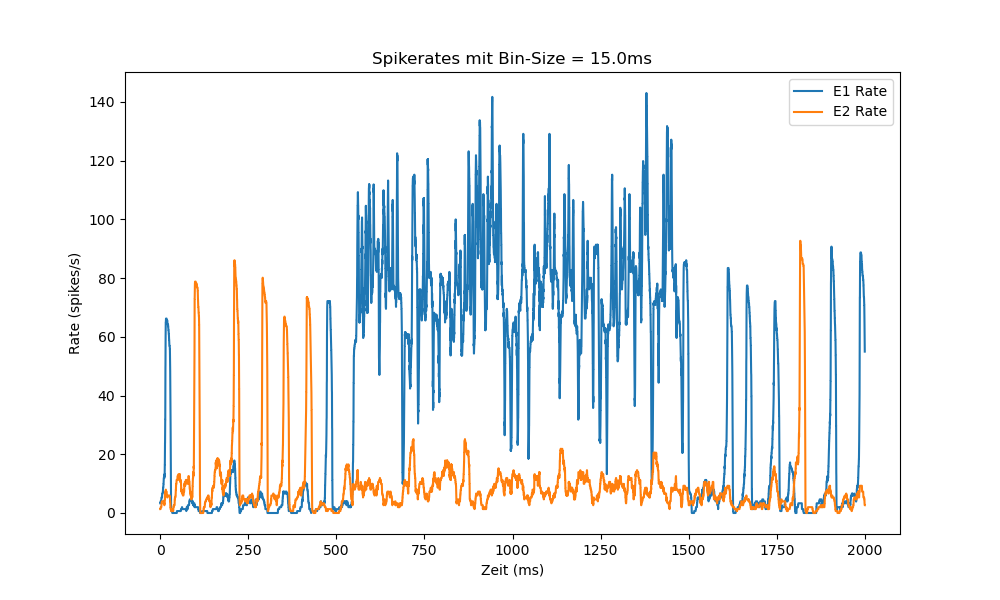 Spikerates mit Bin-Size = 15.0ms
E1 Rate
E2 Rate
Rate (spikes/s)
140
120
100
80
60
40
20
0
0 250 500 750 1000 1250 1500 1750 2000
Zeit (ms)